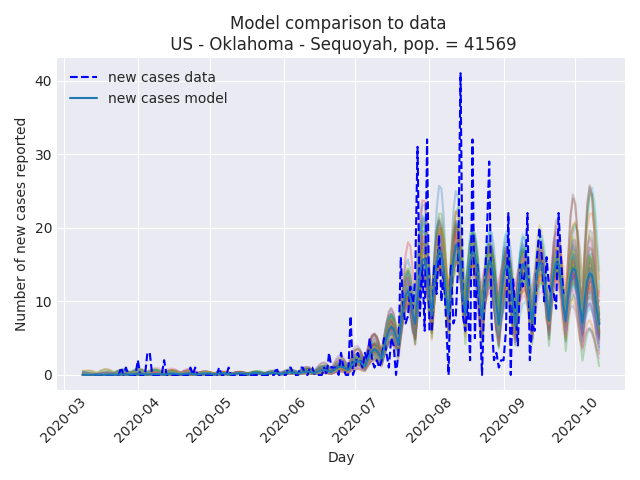 Model comparison to data
US - Oklahoma - Sequoyah, pop. = 41569
new cases data
new cases model
Number of new cases reported
40
30
20
10
0
2020-03
2020-04
2020-05
2020-06
2020-07
2020-08
2020-09
2020-10
Day